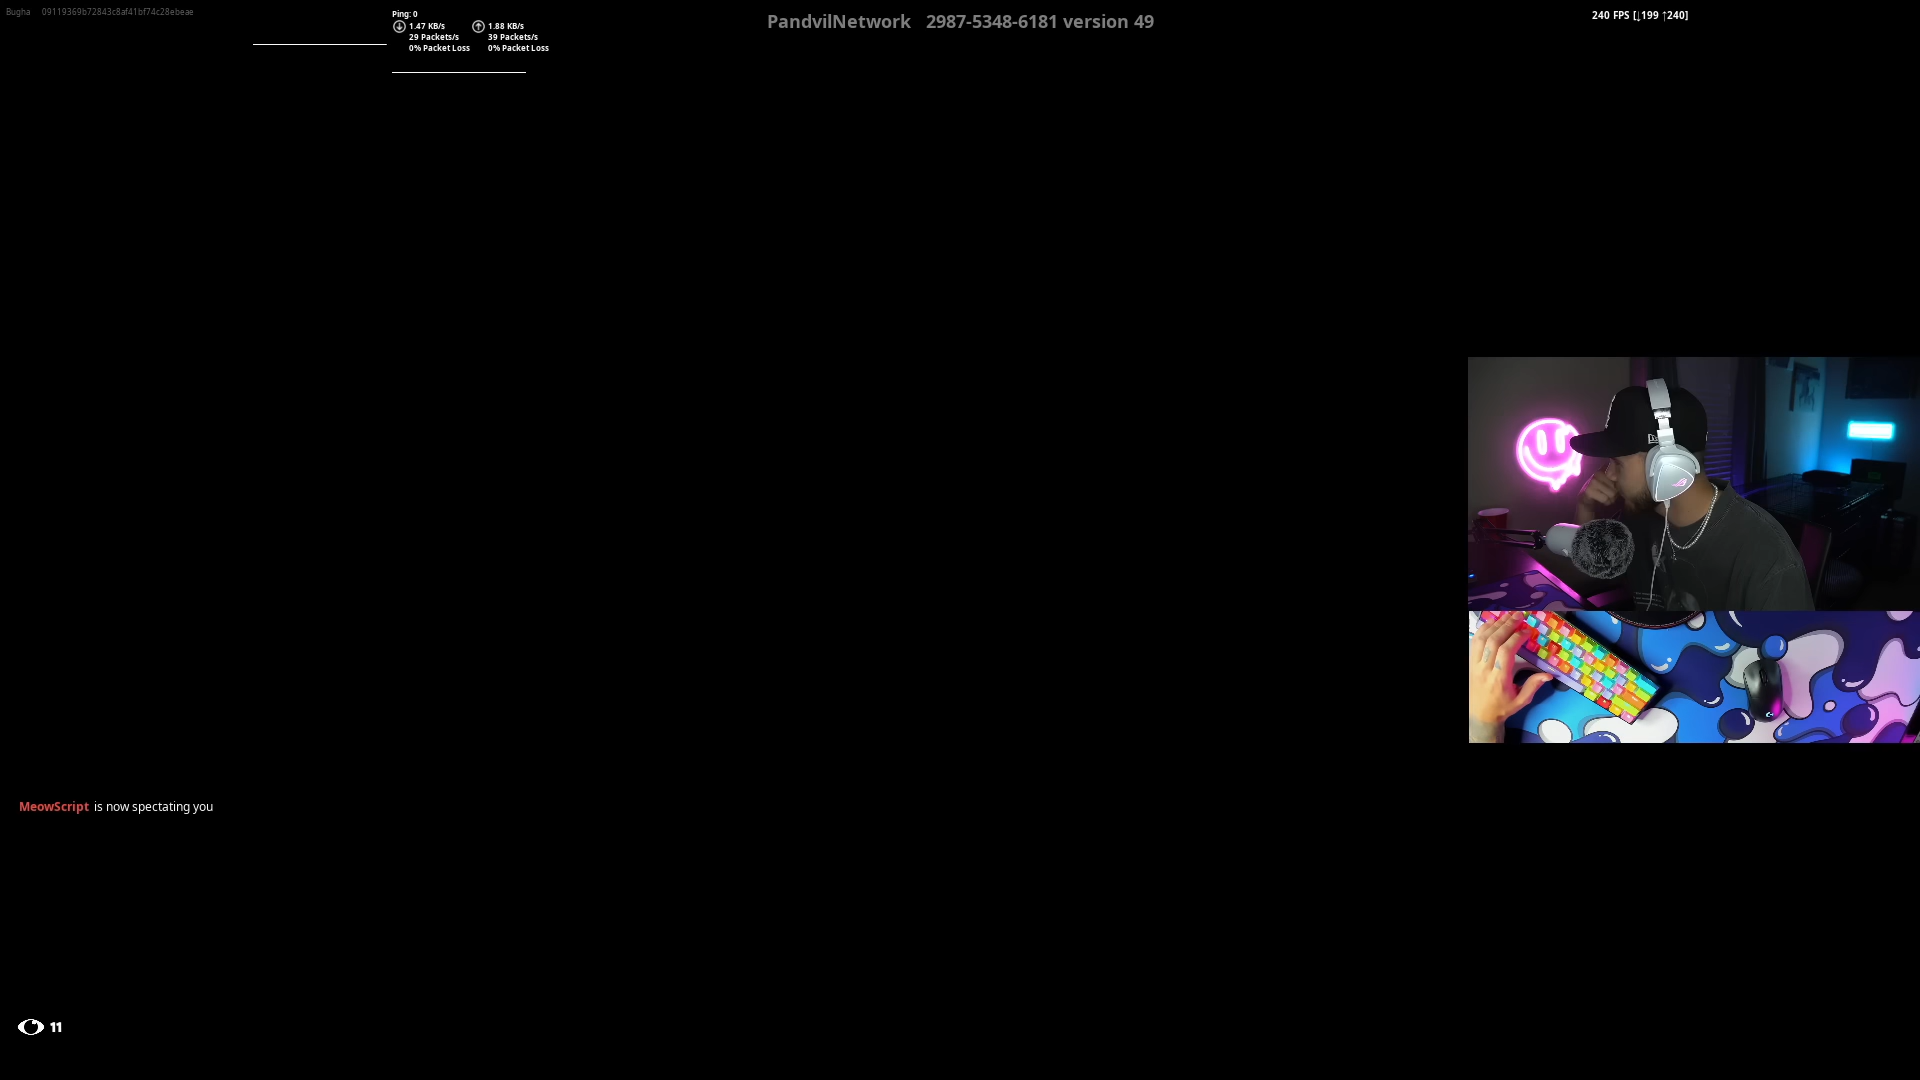 Bugha 09119369b72843c8af41bf74c28ebeae
Ping: 0
1.47 KB/s 1.88 KB/s
29 Packets/s 39 Packets/s
0% Packet Loss 0% Packet Loss
PandvilNetwork 2987-5348-6181 version 49
240 FPS [↓199 ↑240]
MeowScript is now spectating you
11